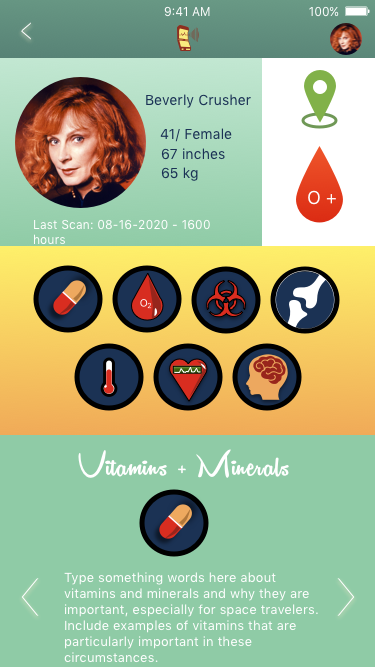 9:41 AM
100%
Beverly Crusher
41/ Female
67 inches
65 kg
Last Scan: 08-16-2020 - 1600
hours
O +
O2
Vitamins + Minerals
Type something words here about
vitamins and minerals and why they are
important, especially for space travelers.
Include examples of vitamins that are
particularly important in these
circumstances.